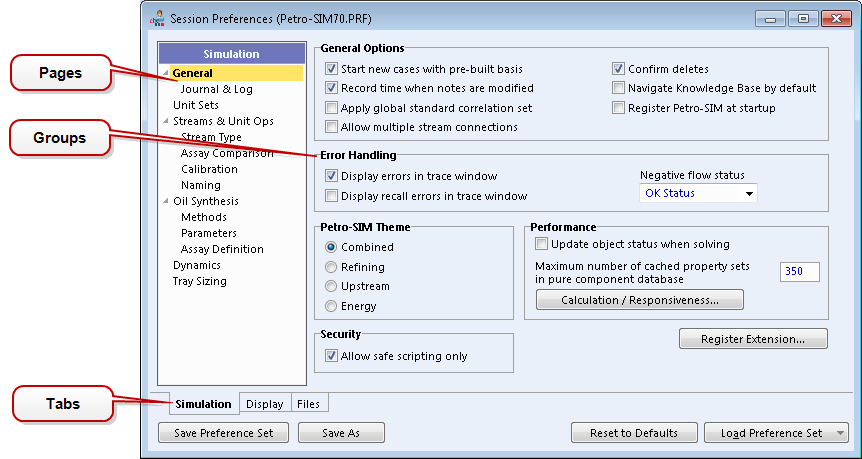 Session Preferences (Petro-SIM70.PRF)
Pages
Groups
Tabs
Simulation
General
Journal & Log
Unit Sets
Streams & Unit Ops
Stream Type
Assay Comparison
Calibration
Naming
Oil Synthesis
Methods
Parameters
Assay Definition
Dynamics
Tray Sizing
General Options
Start new cases with pre-built basis
Record time when notes are modified
Apply global standard correlation set
Allow multiple stream connections
Confirm deletes
Navigate Knowledge Base by default
Register Petro-SIM at startup
Error Handling
Display errors in trace window
Display recall errors in trace window
Negative flow status
OK Status
Petro-SIM Theme
Combined
Refining
Upstream
Energy
Performance
Update object status when solving
Maximum number of cached property sets
in pure component database
350
Calculation / Responsiveness...
Security
Allow safe scripting only
Register Extension...
Simulation Display Files
Save Preference Set Save As Reset to Defaults Load Preference Set